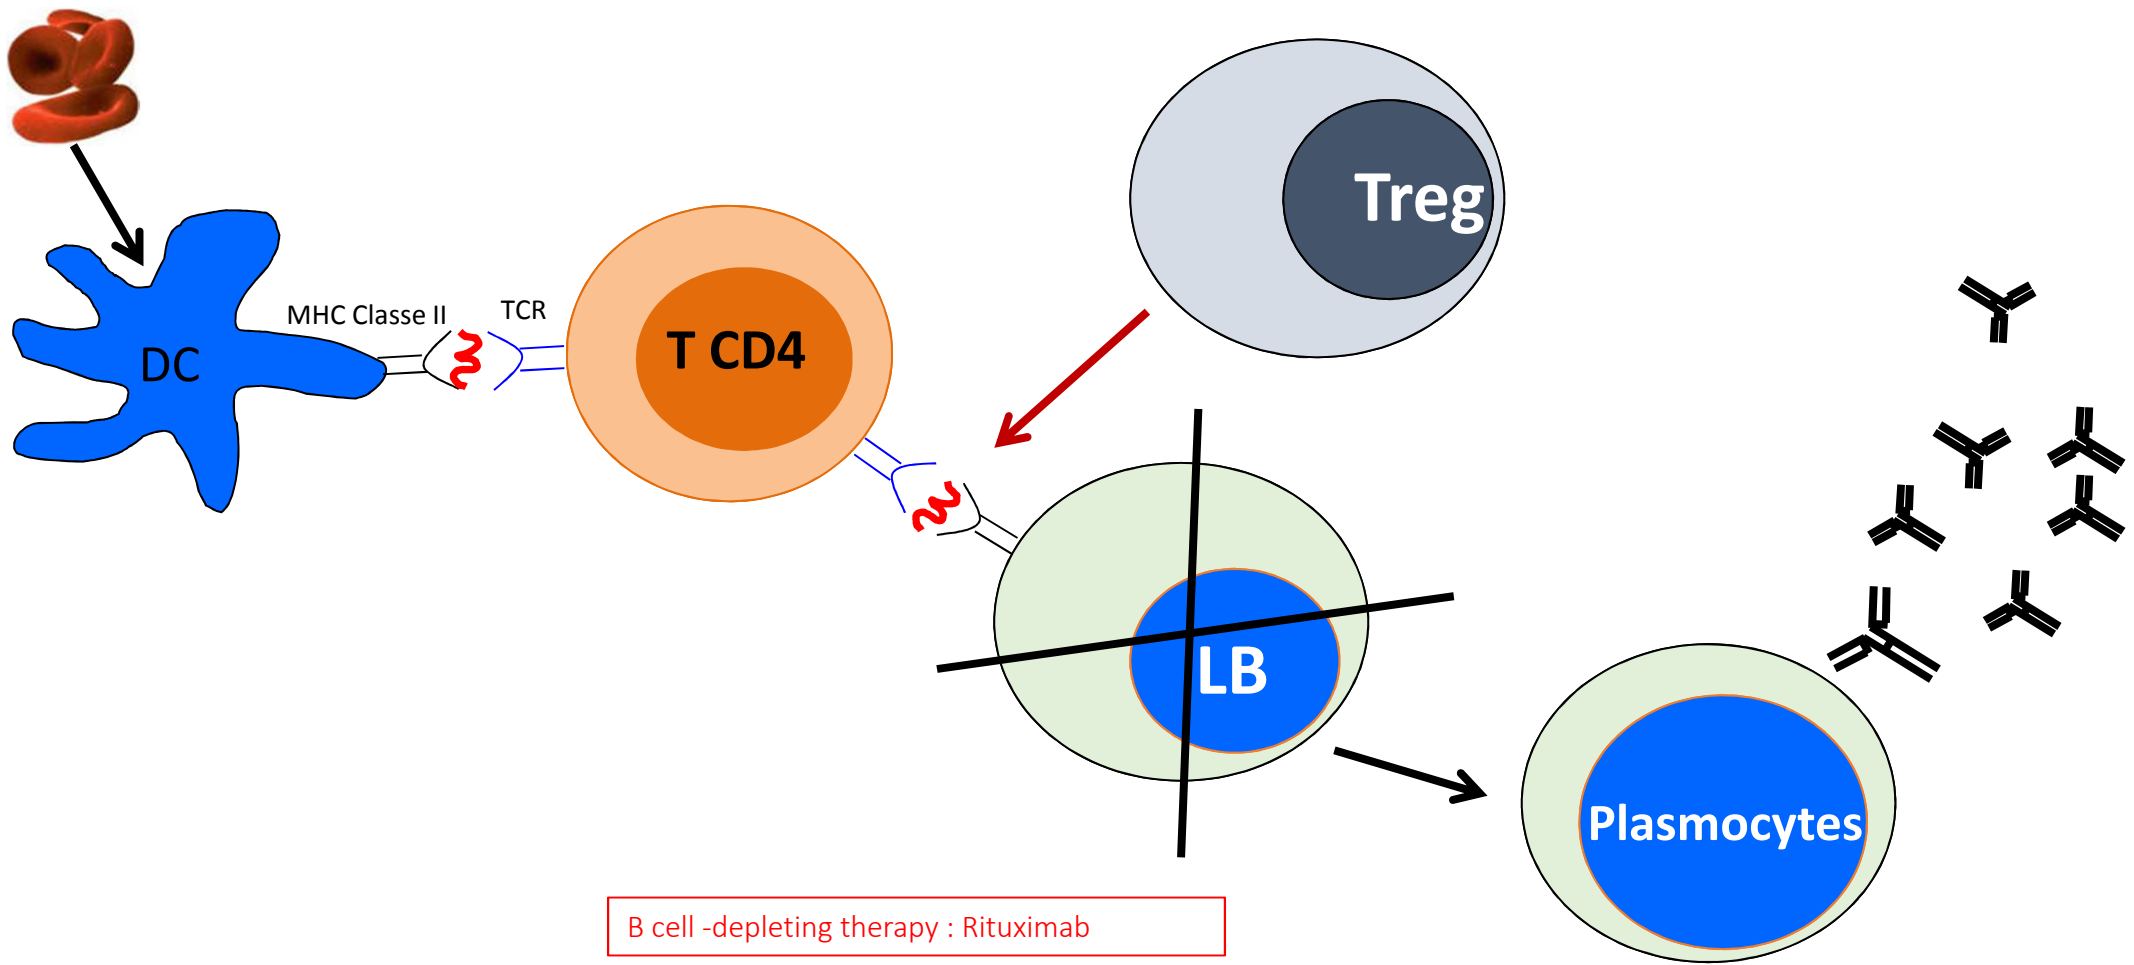 Treg
MHC Classe II
TCR
DC
T CD4
LB
Plasmocytes
B cell -depleting therapy : Rituximab